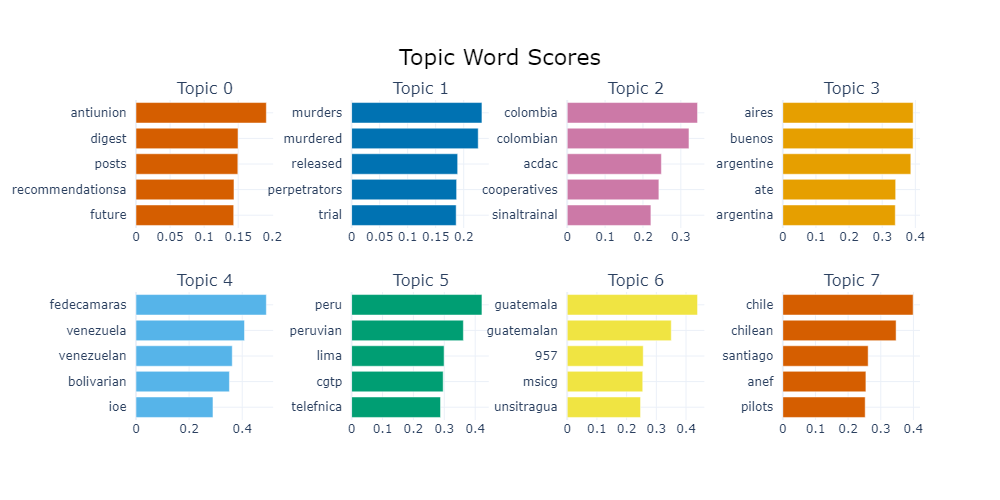 Topic Word Scores
Topic 0
antiunion
digest
posts
recommendationsa
future
0 0.05 0.1 0.15 0.2
Topic 1
murders
murdered
released
perpetrators
trial
0 0.05 0.1 0.15 0.2
Topic 2
colombia
colombian
acdac
cooperatives
sinaltrainal
0 0.1 0.2 0.3
Topic 3
aires
buenos
argentine
ate
argentina
0 0.1 0.2 0.3 0.4
Topic 4
fedecamaras
venezuela
venezuelan
bolivarian
ioe
0 0.2 0.4
Topic 5
peru
peruvian
lima
cgtp
telefnica
0 0.1 0.2 0.3 0.4
Topic 6
guatemala
guatemalan
957
msicg
unsitragua
0 0.1 0.2 0.3 0.4
Topic 7
chile
chilean
santiago
anef
pilots
0 0.1 0.2 0.3 0.4